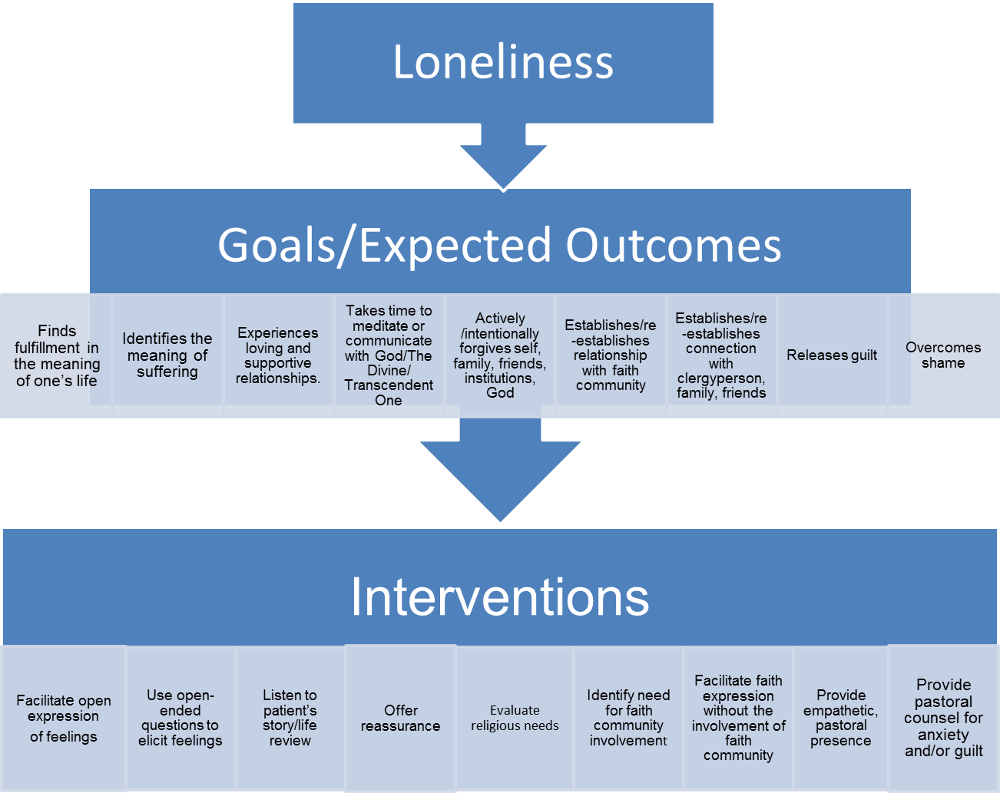 Loneliness
Goals/Expected Outcomes
Finds
fulfillment in
the meaning
of one’s life
Identifies the
meaning of
suffering
Experiences
loving and
supportive
relationships.
Takes time to
meditate or
communicate
with God/The
Divine/
Transcendent
One
Actively
/intentionally
forgives self,
family, friends,
institutions,
God
Establishes/re
-establishes
relationship
with faith
community
Establishes/re
-establishes
connection
with
clergyperson,
family, friends
Releases guilt
Overcomes
shame
Interventions
Facilitate open
expression
of feelings
Use open-
ended
questions to
elicit feelings
Listen to
patient’s
story/life
review
Offer
reassurance
Evaluate
religious needs
Identify need
for faith
community
involvement
Facilitate faith
expression
without the
involvement of
faith
community
Provide
empathetic,
pastoral
presence
Provide
pastoral
counsel for
anxiety
and/or guilt